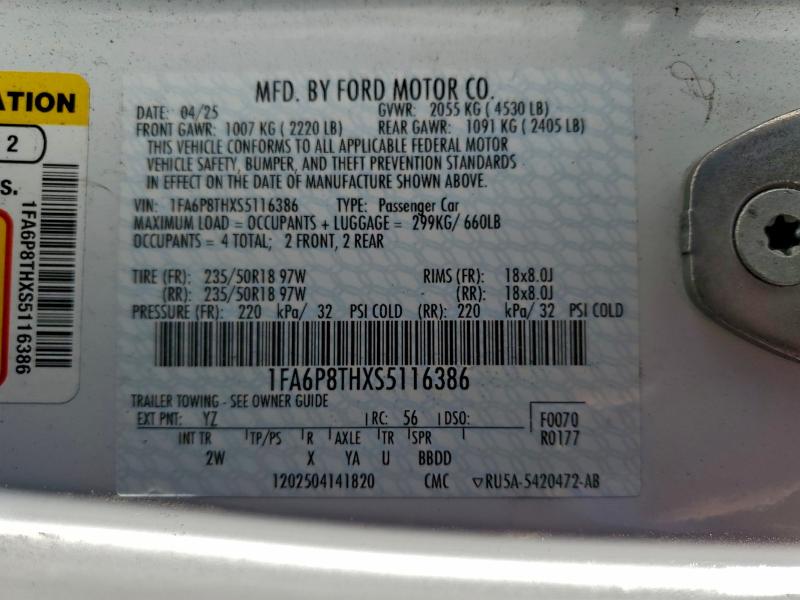 ATION
2
S.
1FA6P8THXS5116386
MFD. BY FORD MOTOR CO.
DATE: 04/25 GVWR: 2055 KG ( 4530 LB)
FRONT GAWR: 1007 KG ( 2220 LB) REAR GAWR: 1091 KG ( 2405 LB)
THIS VEHICLE CONFORMS TO ALL APPLICABLE FEDERAL MOTOR
VEHICLE SAFETY, BUMPER, AND THEFT PREVENTION STANDARDS
IN EFFECT ON THE DATE OF MANUFACTURE SHOWN ABOVE.
VIN: 1FA6P8THXS5116386 TYPE: Passenger Car
MAXIMUM LOAD = OCCUPANTS + LUGGAGE = 299KG/ 660LB
OCCUPANTS = 4 TOTAL; 2 FRONT, 2 REAR
TIRE (FR): 235/50R18 97W RIMS (FR): 18x8.0J
(RR): 235/50R18 97W - (RR): 18x8.0J
PRESSURE (FR): 220 kPa/ 32 PSI COLD (RR): 220 kPa/ 32 PSI COLD
1FA6P8THXS5116386
TRAILER TOWING - SEE OWNER GUIDE
EXT PNT: YZ RC: 56 DSO: F0070
INT TR TP/PS R AXLE TR SPR R0177
2W X YA U BBDD
1202504141820 CMC ▽RU5A-5420472-AB